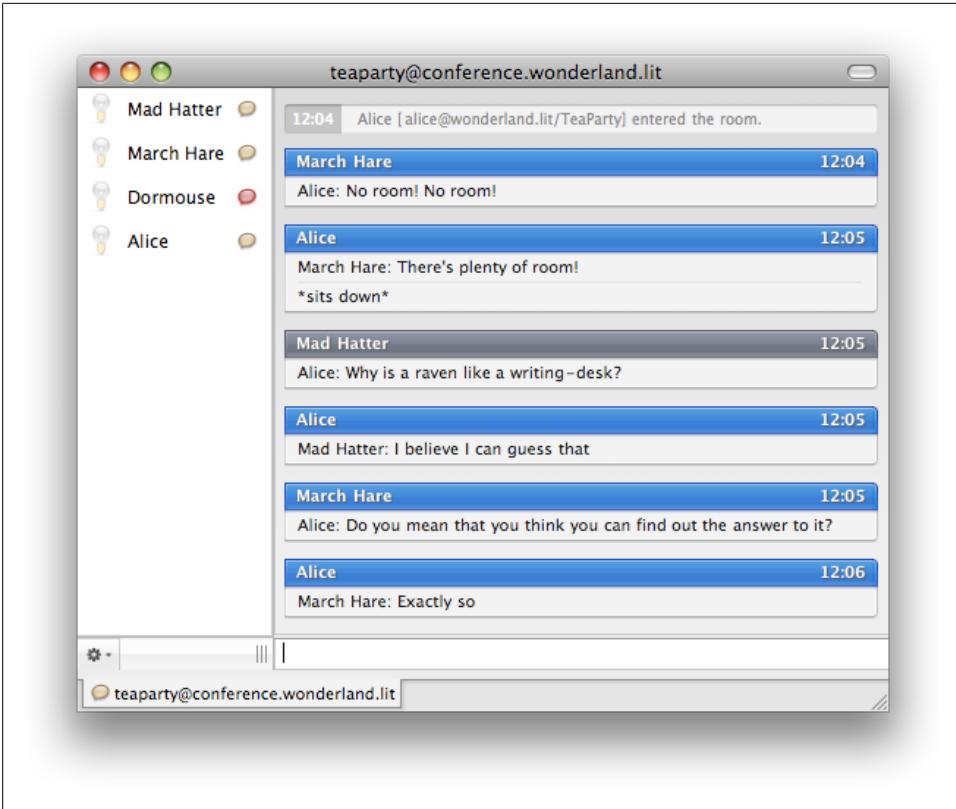 teaparty@conference.wonderland.lit
Mad Hatter
March Hare
Dormouse
Alice
12:04 Alice [alice@wonderland.lit/TeaParty] entered the room.
March Hare 12:04
Alice: No room! No room!
Alice 12:05
March Hare: There's plenty of room!
*sits down*
Mad Hatter 12:05
Alice: Why is a raven like a writing-desk?
Alice 12:05
Mad Hatter: I believe I can guess that
March Hare 12:05
Alice: Do you mean that you think you can find out the answer to it?
Alice 12:06
March Hare: Exactly so
teaparty@conference.wonderland.lit